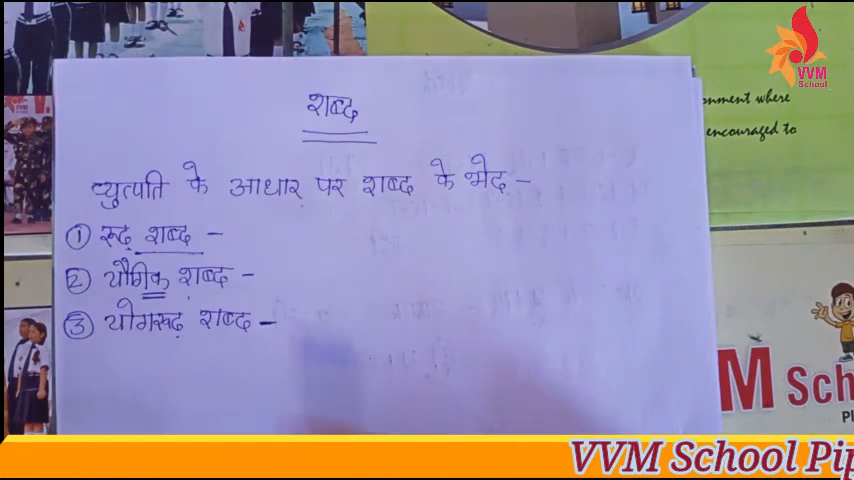 VVM
School
शब्द
onment where
encouraged to
व्युत्पति के आधार पर शब्द के भेद -
① रूढ़ शब्द -
② यौगिक शब्द -
③ योगरूढ़ शब्द -
M Sch
VVM School Pip